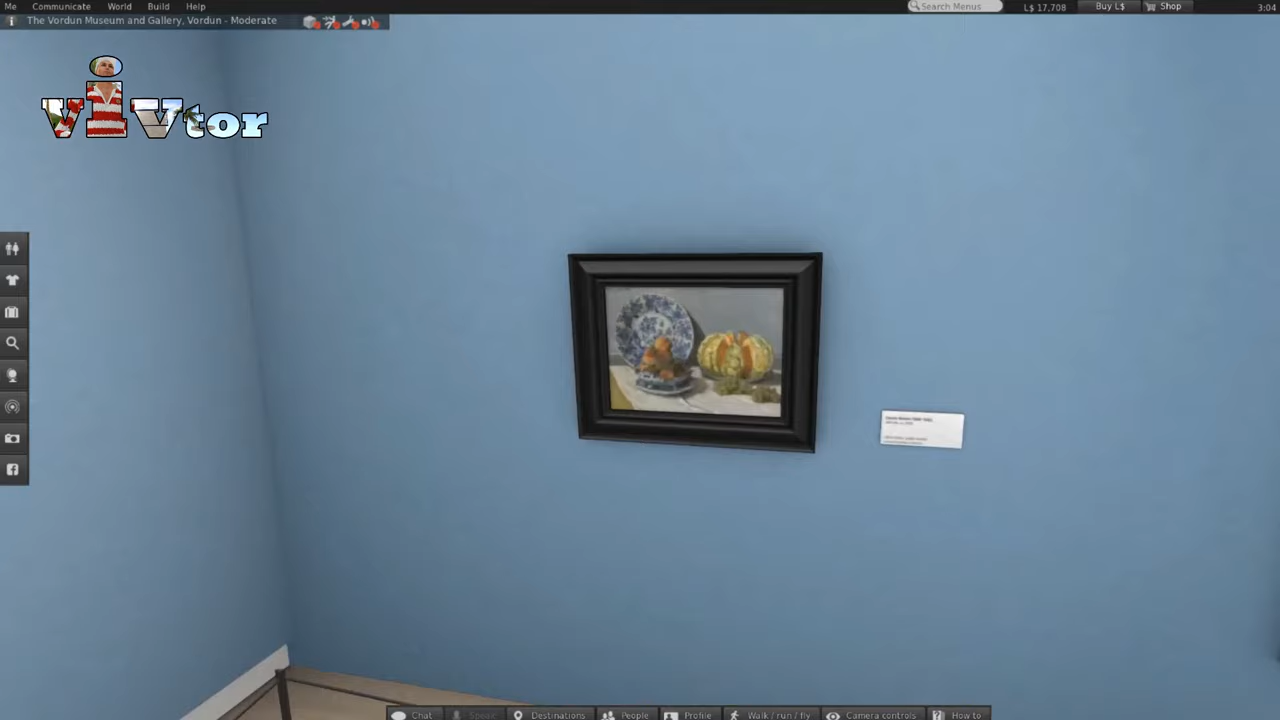 Me Communicate World Build Help
Search Menus L$ 17,708 Buy L$ Shop 3:04
The Vordun Museum and Gallery, Vordun - Moderate
viVtor
Chat Speak Destinations People Profile Walk / run / fly Camera controls How to